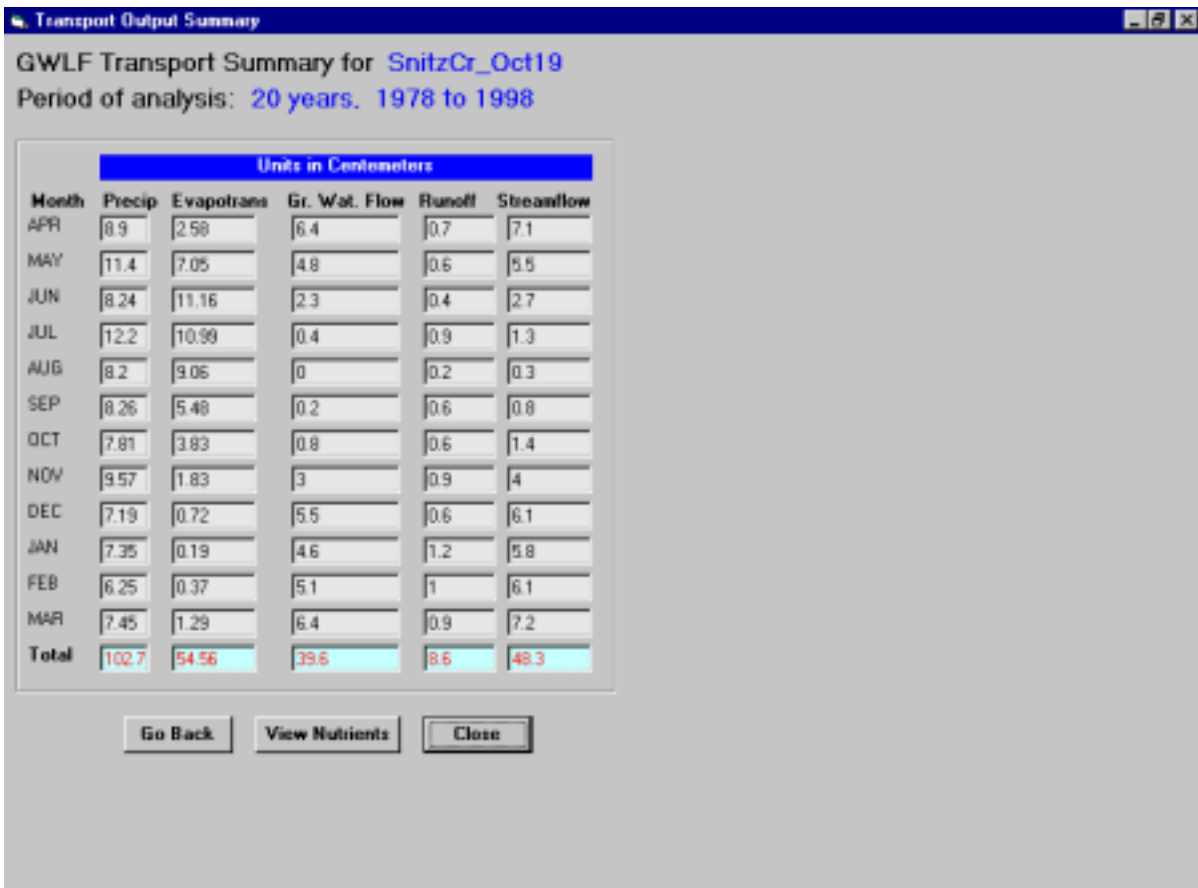 Transport Output Summary
GWLF Transport Summary for SnitzCr_Oct19
Period of analysis: 20 years. 1978 to 1998
Units in Centemeters
Month Precip Evapotrans Gr. Wat. Flow Runoff Streamflow
APR 8.9 2.58 6.4 0.7 7.1
MAY 11.4 7.05 4.8 0.6 5.5
JUN 8.24 11.16 2.3 0.4 2.7
JUL 12.2 10.99 0.4 0.9 1.3
AUG 8.2 9.06 0 0.2 0.3
SEP 8.26 5.48 0.2 0.6 0.8
OCT 7.81 3.83 0.8 0.6 1.4
NOV 9.57 1.83 3 0.9 4
DEC 7.19 0.72 5.5 0.6 6.1
JAN 7.35 0.19 4.6 1.2 5.8
FEB 6.25 0.37 5.1 1 6.1
MAR 7.45 1.29 6.4 0.9 7.2
Total 102.7 54.56 39.6 8.6 48.3
Go Back View Nutrients Close